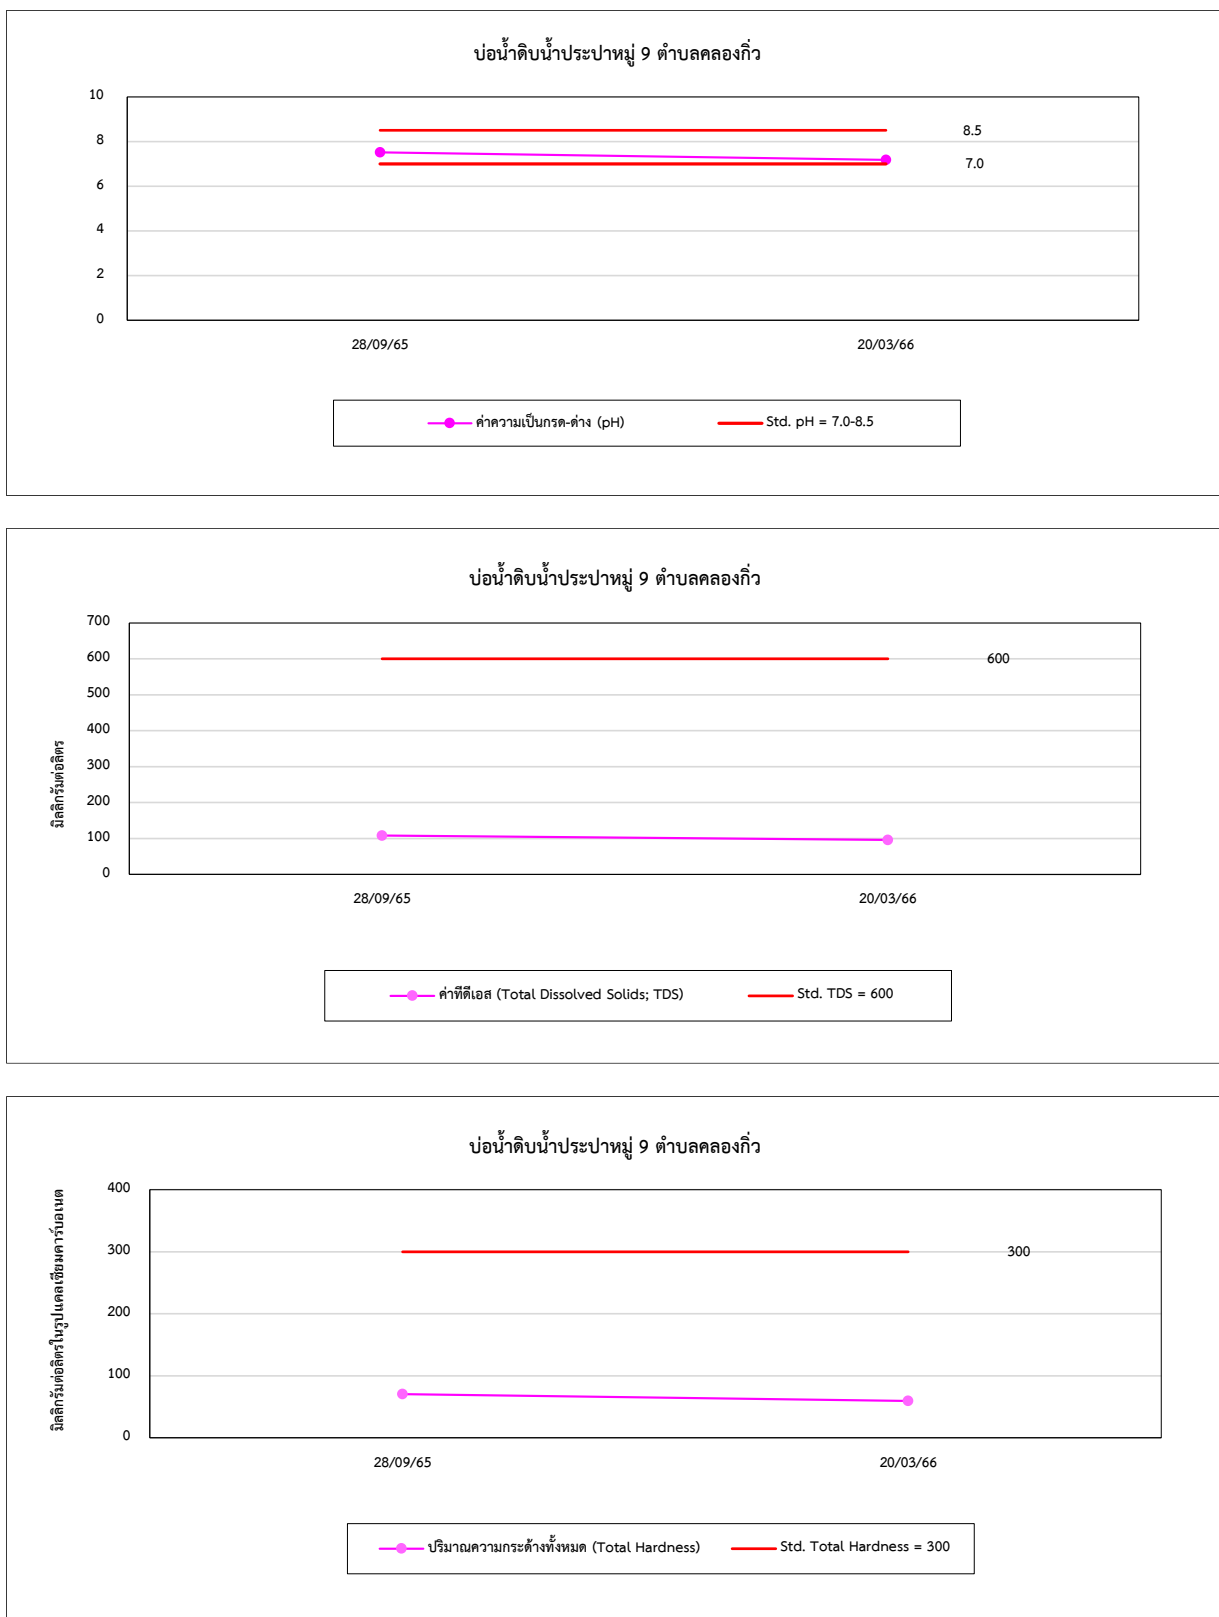 บ่อน้ำดิบน้ำประปาหมู่ 9 ตำบลคลองกิ่ว
10
8
6
4
2
0
8.5
7.0
28/09/65
20/03/66
ค่าความเป็นกรด-ด่าง (pH)
Std. pH = 7.0-8.5
บ่อน้ำดิบน้ำประปาหมู่ 9 ตำบลคลองกิ่ว
มิลลิกรัมต่อลิตร
700
600
500
400
300
200
100
0
600
28/09/65
20/03/66
ค่าทีดีเอส (Total Dissolved Solids; TDS)
Std. TDS = 600
บ่อน้ำดิบน้ำประปาหมู่ 9 ตำบลคลองกิ่ว
มิลลิกรัมต่อลิตรในรูปแคลเซียมคาร์บอเนต
400
300
200
100
0
300
28/09/65
20/03/66
ปริมาณความกระด้างทั้งหมด (Total Hardness)
Std. Total Hardness = 300